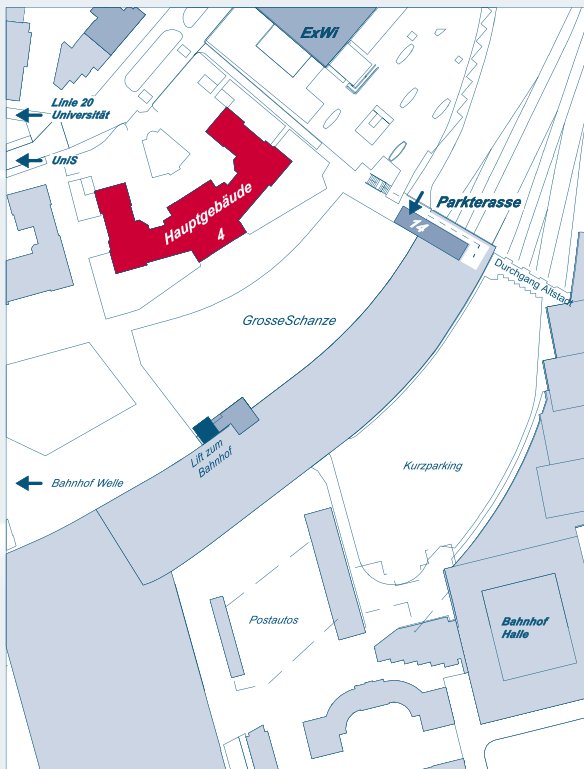 ExWi
Linie 20
Universität
UniS
Hauptgebäude
4
Parkterasse
14
Durchgang Altstadt
GrosseSchanze
Lift zum
Bahnhof
Kurzparking
Bahnhof Welle
Postautos
Bahnhof
Halle